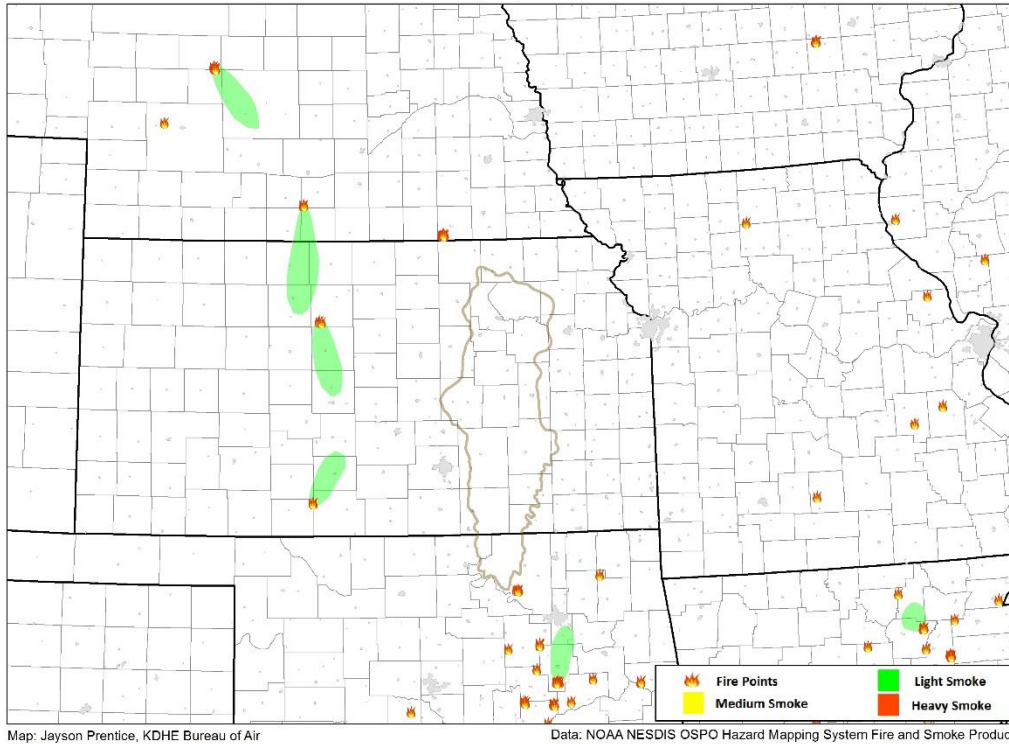 Fire Points
Light Smoke
Medium Smoke
Heavy Smoke
Map: Jayson Prentice, KDHE Bureau of Air
Data: NOAA NESDIS OSPO Hazard Mapping System Fire and Smoke Produc